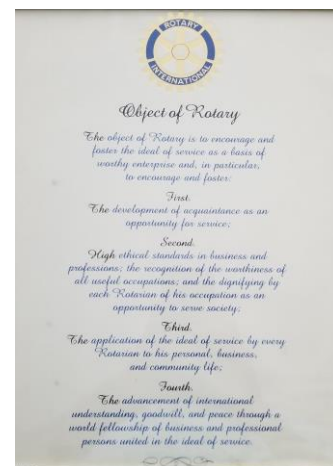 ROTARY
INTERNATIONAL
Object of Rotary
The object of Rotary is to encourage and
foster the ideal of service as a basis of
worthy enterprise and, in particular,
to encourage and foster:
First.
The development of acquaintance as an
opportunity for service;
Second.
High ethical standards in business and
professions; the recognition of the worthiness of
all useful occupations; and the dignifying by
each Rotarian of his occupation as an
opportunity to serve society;
Third.
The application of the ideal of service by every
Rotarian to his personal, business,
and community life;
Fourth.
The advancement of international
understanding, goodwill, and peace through a
world fellowship of business and professional
persons united in the ideal of service.